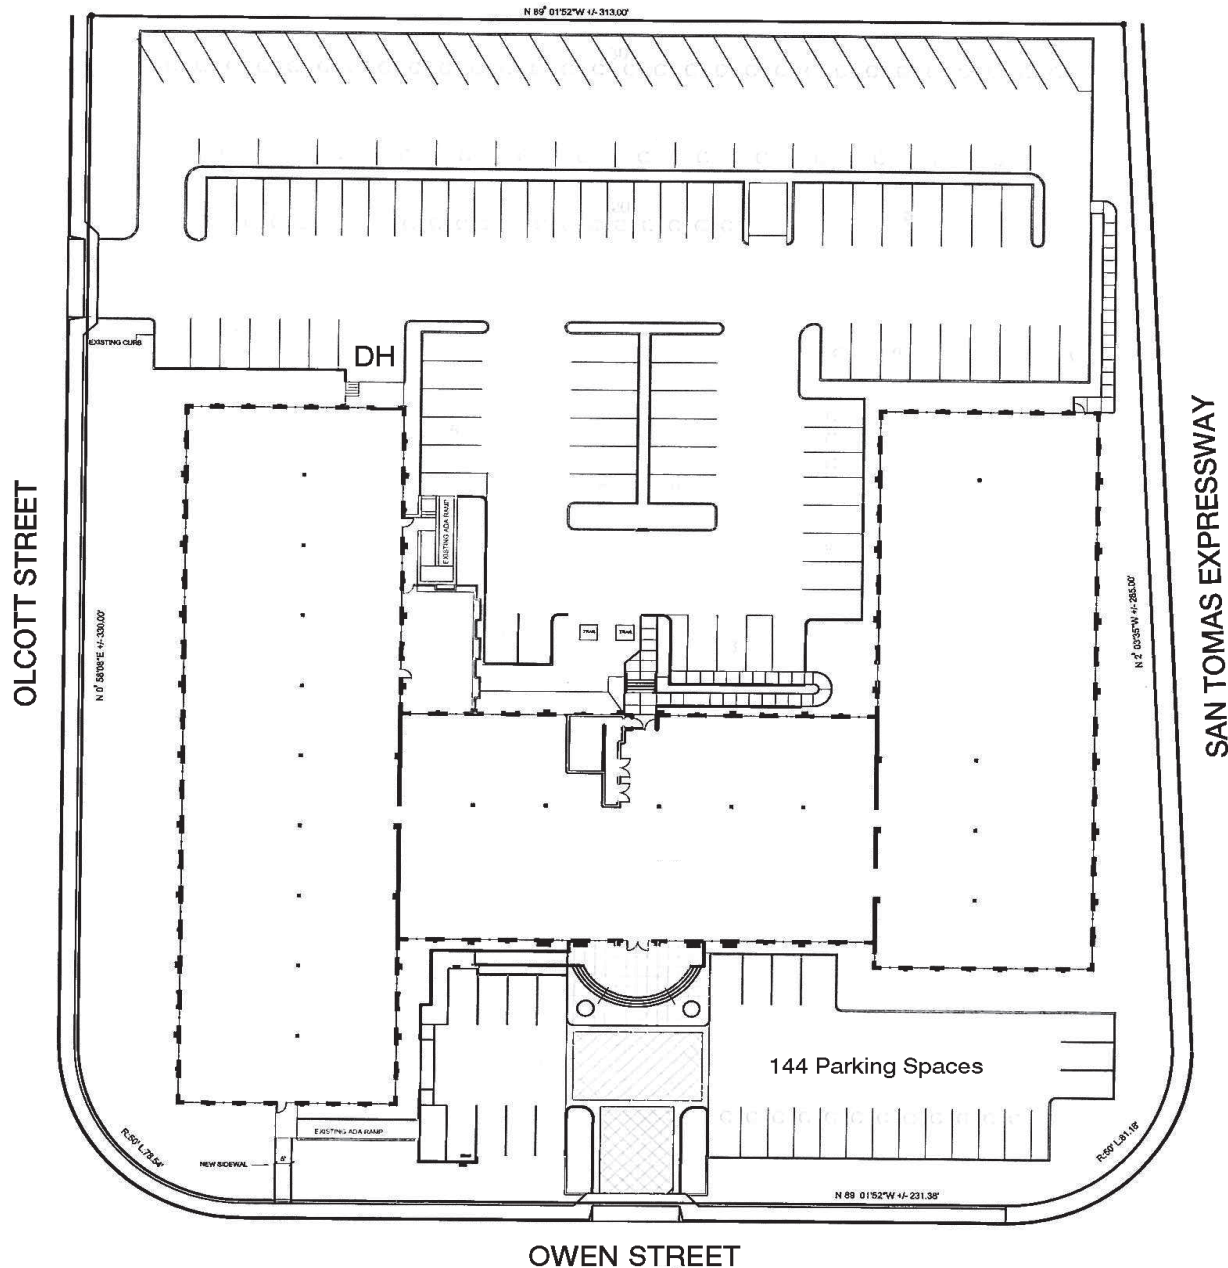 N 89° 01'52"W +/- 313.00'
EXISTING CURB
DH
EXISTING ADA RAMP
OLCOTT STREET
SAN TOMAS EXPRESSWAY
N 0° 58'08"E +/- 330.00'
N 2° 03'35"W +/- 285.00'
144 Parking Spaces
R:50' L:78.54'
EXISTING ADA RAMP
NEW SIDEWAL
R:50' L:81.18'
N 89 01'52"W +/- 231.38'
OWEN STREET